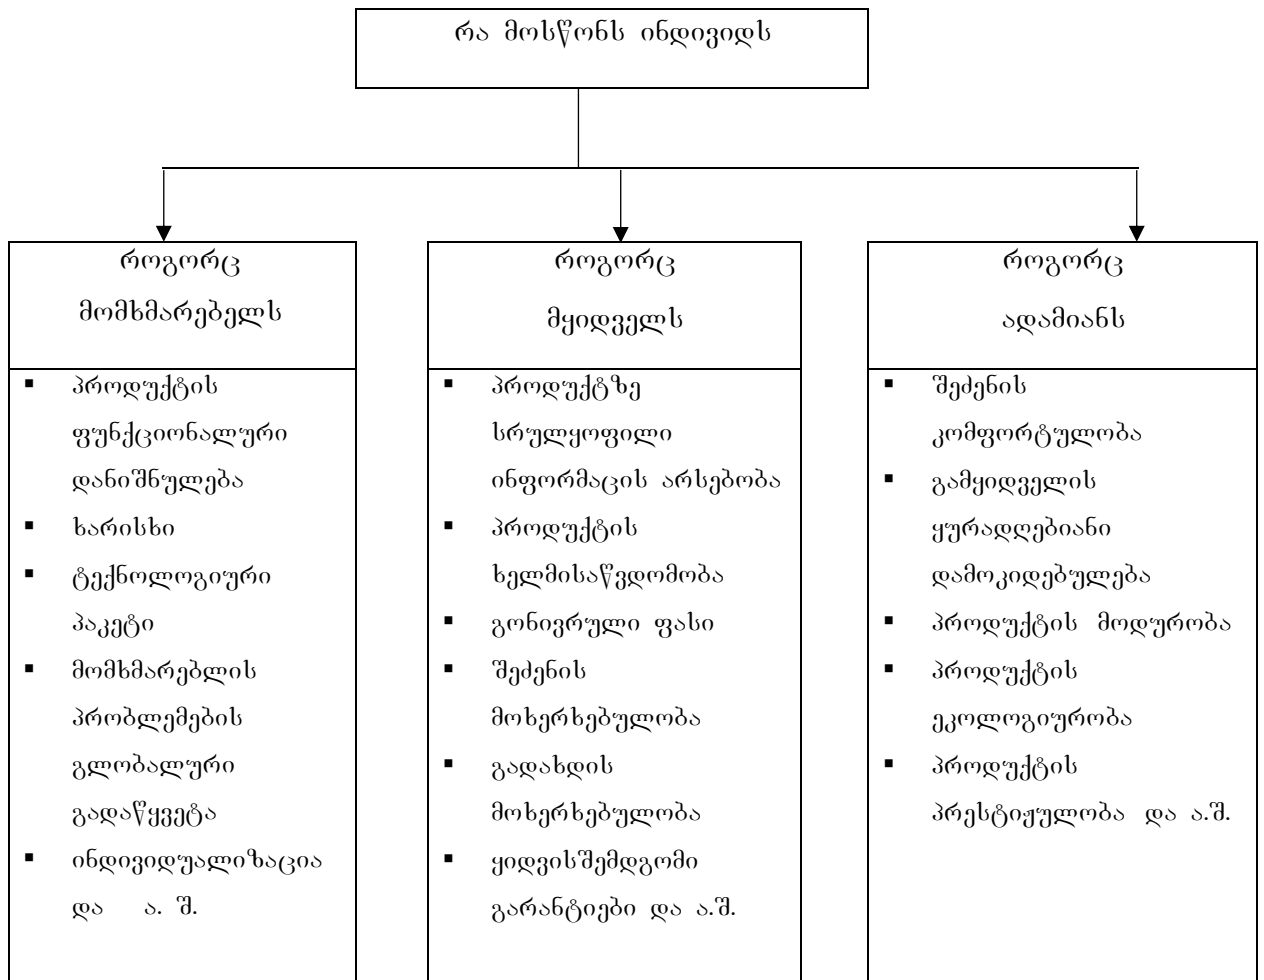 რა მოსწონს ინდივიდს
როგორც
მომხმარებელს
▪ პროდუქტის
ფუნქციონალური
დანიშნულება
▪ ხარისხი
▪ ტექნოლოგიური
პაკეტი
▪ მომხმარებლის
პრობლემების
გლობალური
გადაწყვეტა
▪ ინდივიდუალიზაცია
და ა. შ.
როგორც
მყიდველს
▪ პროდუქტზე
სრულყოფილი
ინფორმაცის არსებობა
▪ პროდუქტის
ხელმისაწვდომობა
▪ გონივრული ფასი
▪ შეძენის
მოხერხებულობა
▪ გადახდის
მოხერხებულობა
▪ ყიდვისშემდგომი
გარანტიები და ა.შ.
როგორც
ადამიანს
▪ შეძენის
კომფორტულობა
▪ გამყიდველის
ყურადღებიანი
დამოკიდებულება
▪ პროდუქტის მოდურობა
▪ პროდუქტის
ეკოლოგიურობა
▪ პროდუქტის
პრესტიჟულობა და ა.შ.